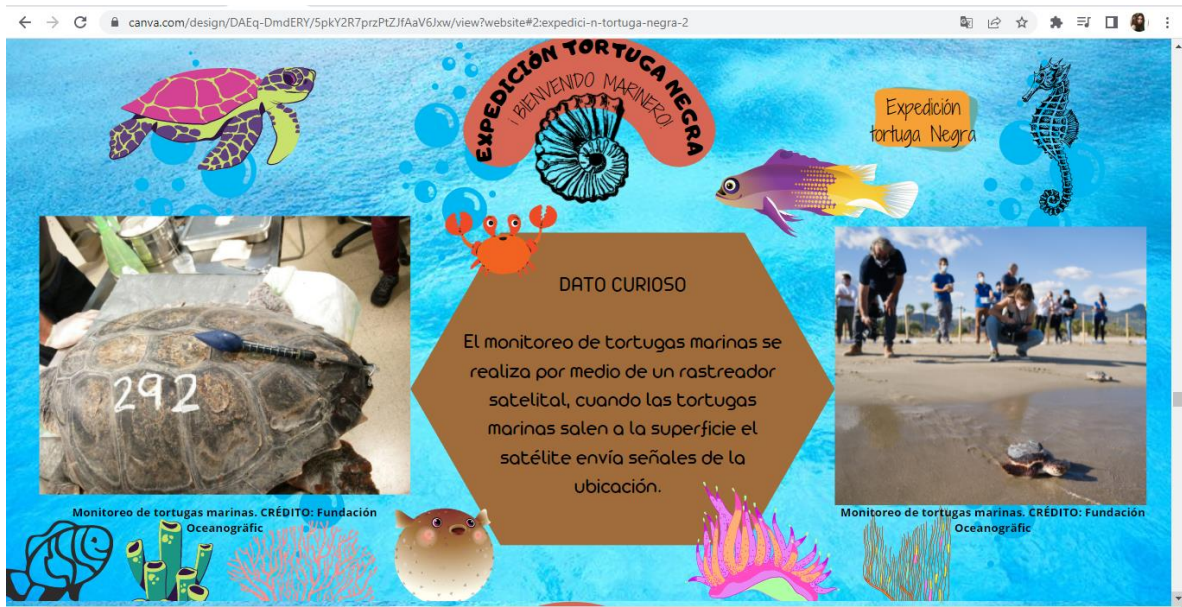 canva.com/design/DAEq-DmdERY/5pkY2R7przPtZJfAaV6Jxw/view?website#2:expedici-n-tortuga-negra-2
EXPEDICIÓN TORTUGA NEGRA
¡BIENVENIDO MARINERO!
Expedición
tortuga Negra
292
DATO CURIOSO
El monitoreo de tortugas marinas se
realiza por medio de un rastreador
satelital, cuando las tortugas
marinas salen a la superficie el
satélite envía señales de la
ubicación.
Monitoreo de tortugas marinas. CRÉDITO: Fundación
Oceanogräfic
Monitoreo de tortugas marinas. CRÉDITO: Fundación
Oceanogräfic